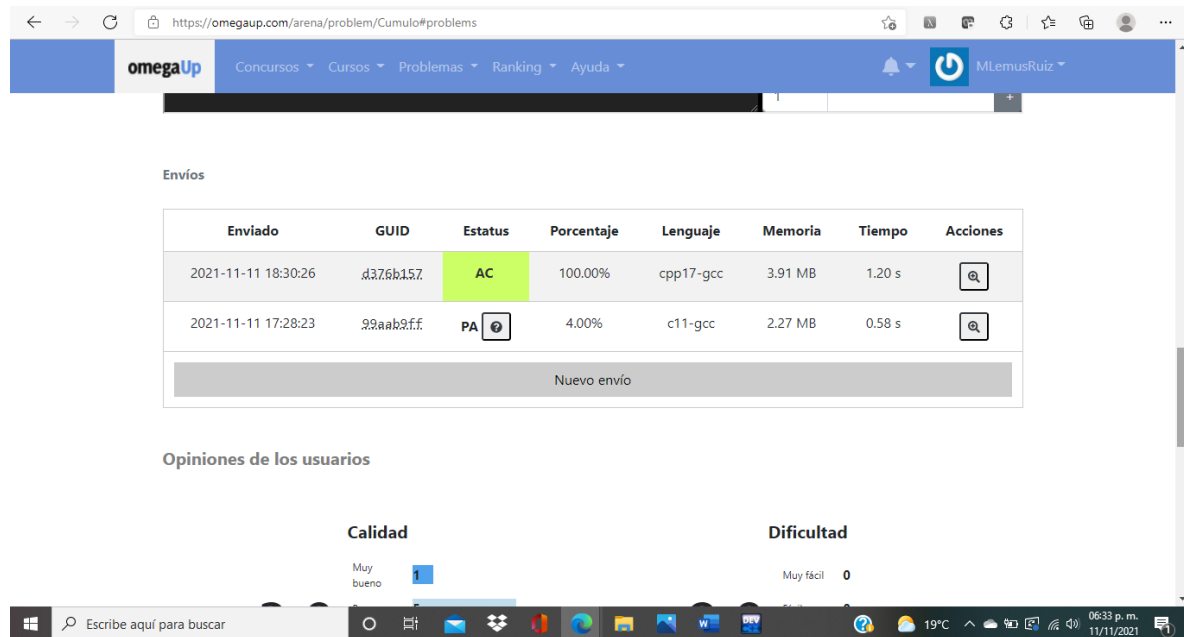 https://omegaup.com/arena/problem/Cumulo#problems
omegaUp Concursos Cursos Problemas Ranking Ayuda MLemusRuiz
1 +
Envíos
Enviado GUID Estatus Porcentaje Lenguaje Memoria Tiempo Acciones
2021-11-11 18:30:26 d376b157 AC 100.00% cpp17-gcc 3.91 MB 1.20 s
2021-11-11 17:28:23 99aab9ff PA 4.00% c11-gcc 2.27 MB 0.58 s
Nuevo envío
Opiniones de los usuarios
Calidad Dificultad
Muy bueno 1 Muy fácil 0
Escribe aquí para buscar 19°C 06:33 p. m.
11/11/2021 1